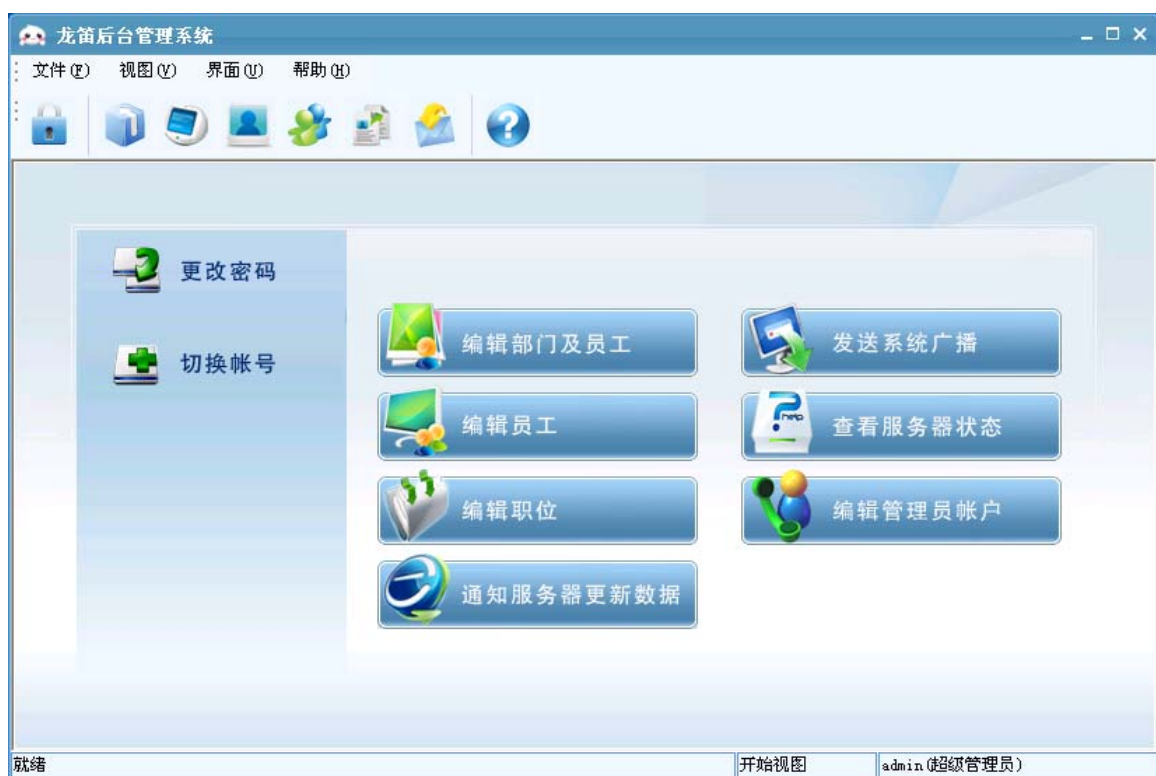 龙笛后台管理系统
文件(F) 视图(V) 界面(U) 帮助(H)
更改密码
切换帐号
编辑部门及员工
发送系统广播
编辑员工
help
查看服务器状态
编辑职位
编辑管理员帐户
通知服务器更新数据
就绪
开始视图
admin(超级管理员)